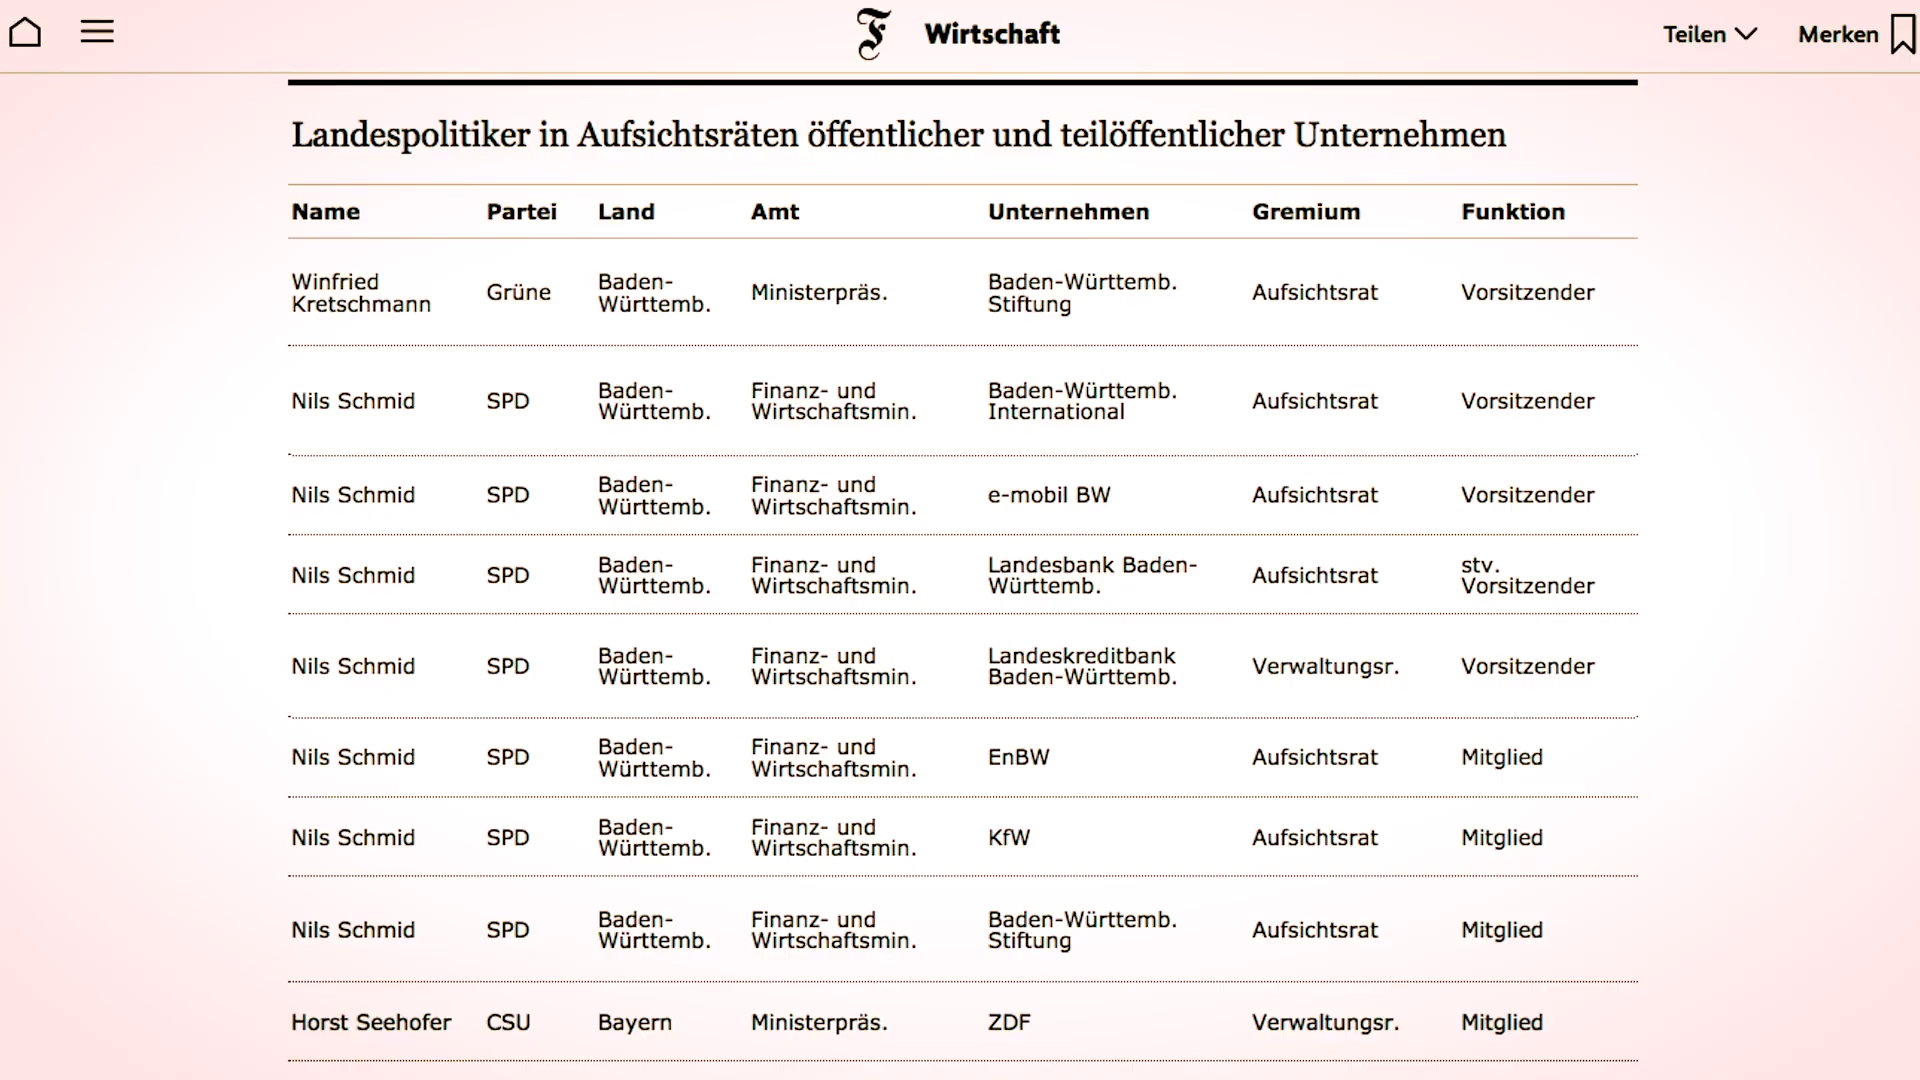 F Wirtschaft Teilen Merken
Landespolitiker in Aufsichtsräten öffentlicher und teilöffentlicher Unternehmen
Name Partei Land Amt Unternehmen Gremium Funktion
Winfried
Kretschmann
Grüne
Baden-
Württemb.
Ministerpräs.
Baden-Württemb.
Stiftung
Aufsichtsrat
Vorsitzender
Nils Schmid
SPD
Baden-
Württemb.
Finanz- und
Wirtschaftsmin.
Baden-Württemb.
International
Aufsichtsrat
Vorsitzender
Nils Schmid
SPD
Baden-
Württemb.
Finanz- und
Wirtschaftsmin.
e-mobil BW
Aufsichtsrat
Vorsitzender
Nils Schmid
SPD
Baden-
Württemb.
Finanz- und
Wirtschaftsmin.
Landesbank Baden-
Württemb.
Aufsichtsrat
stv.
Vorsitzender
Nils Schmid
SPD
Baden-
Württemb.
Finanz- und
Wirtschaftsmin.
Landeskreditbank
Baden-Württemb.
Verwaltungsr.
Vorsitzender
Nils Schmid
SPD
Baden-
Württemb.
Finanz- und
Wirtschaftsmin.
EnBW
Aufsichtsrat
Mitglied
Nils Schmid
SPD
Baden-
Württemb.
Finanz- und
Wirtschaftsmin.
KfW
Aufsichtsrat
Mitglied
Nils Schmid
SPD
Baden-
Württemb.
Finanz- und
Wirtschaftsmin.
Baden-Württemb.
Stiftung
Aufsichtsrat
Mitglied
Horst Seehofer
CSU
Bayern
Ministerpräs.
ZDF
Verwaltungsr.
Mitglied